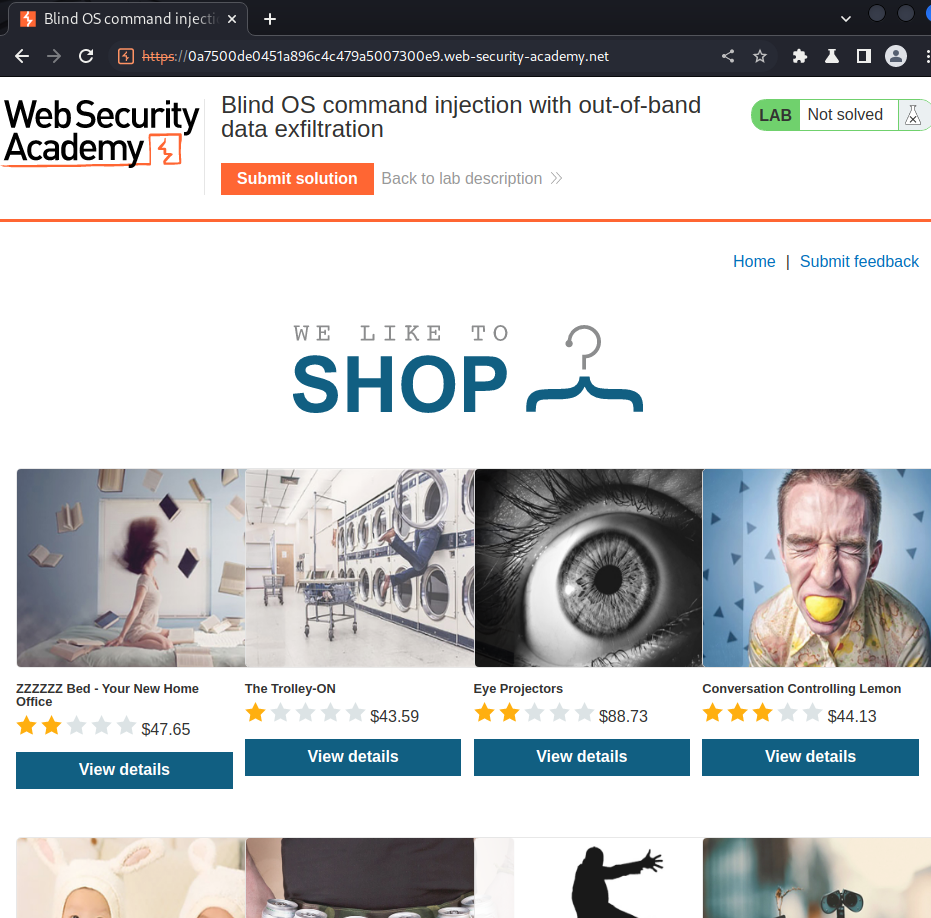 Blind OS command injecti
https://0a7500de0451a896c4c479a5007300e9.web-security-academy.net
Web Security
Academy
Blind OS command injection with out-of-band
data exfiltration
LAB Not solved
Submit solution Back to lab description
Home | Submit feedback
WE LIKE TO
SHOP
ZZZZZZ Bed - Your New Home
Office
$47.65
View details
The Trolley-ON
$43.59
View details
Eye Projectors
$88.73
View details
Conversation Controlling Lemon
$44.13
View details